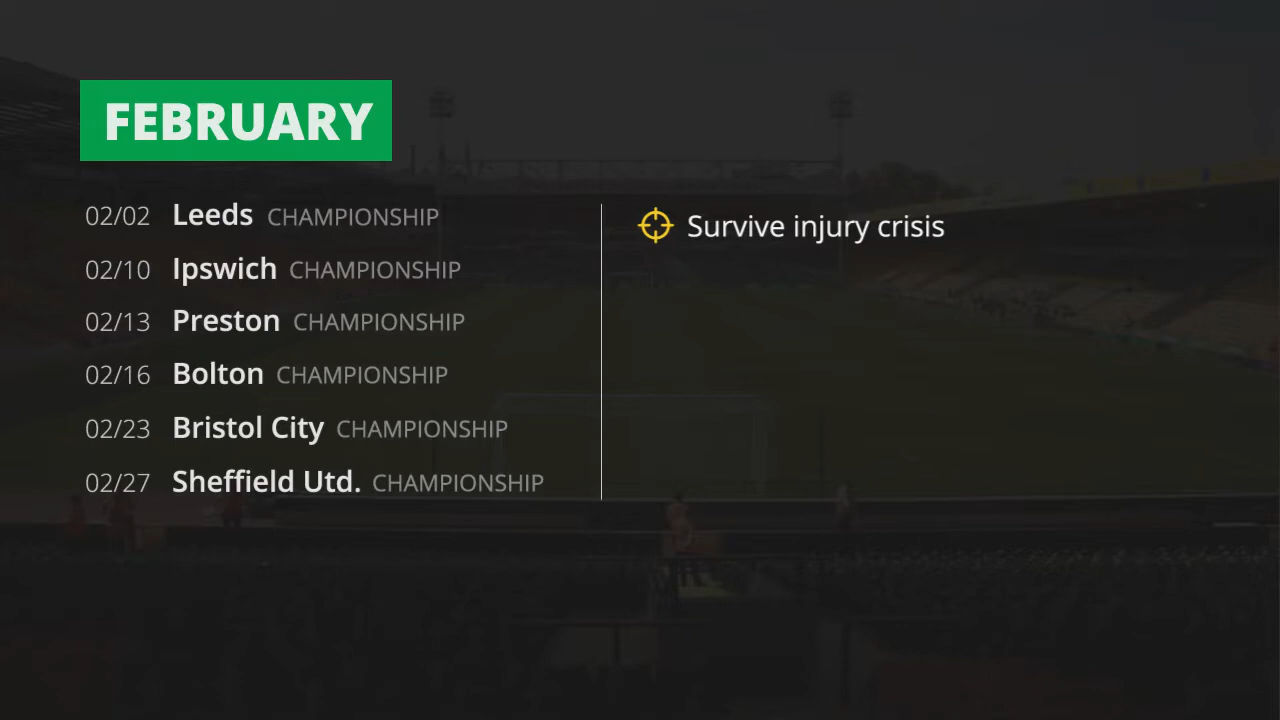 FEBRUARY
02/02 Leeds CHAMPIONSHIP
02/10 Ipswich CHAMPIONSHIP
02/13 Preston CHAMPIONSHIP
02/16 Bolton CHAMPIONSHIP
02/23 Bristol City CHAMPIONSHIP
02/27 Sheffield Utd. CHAMPIONSHIP
Survive injury crisis